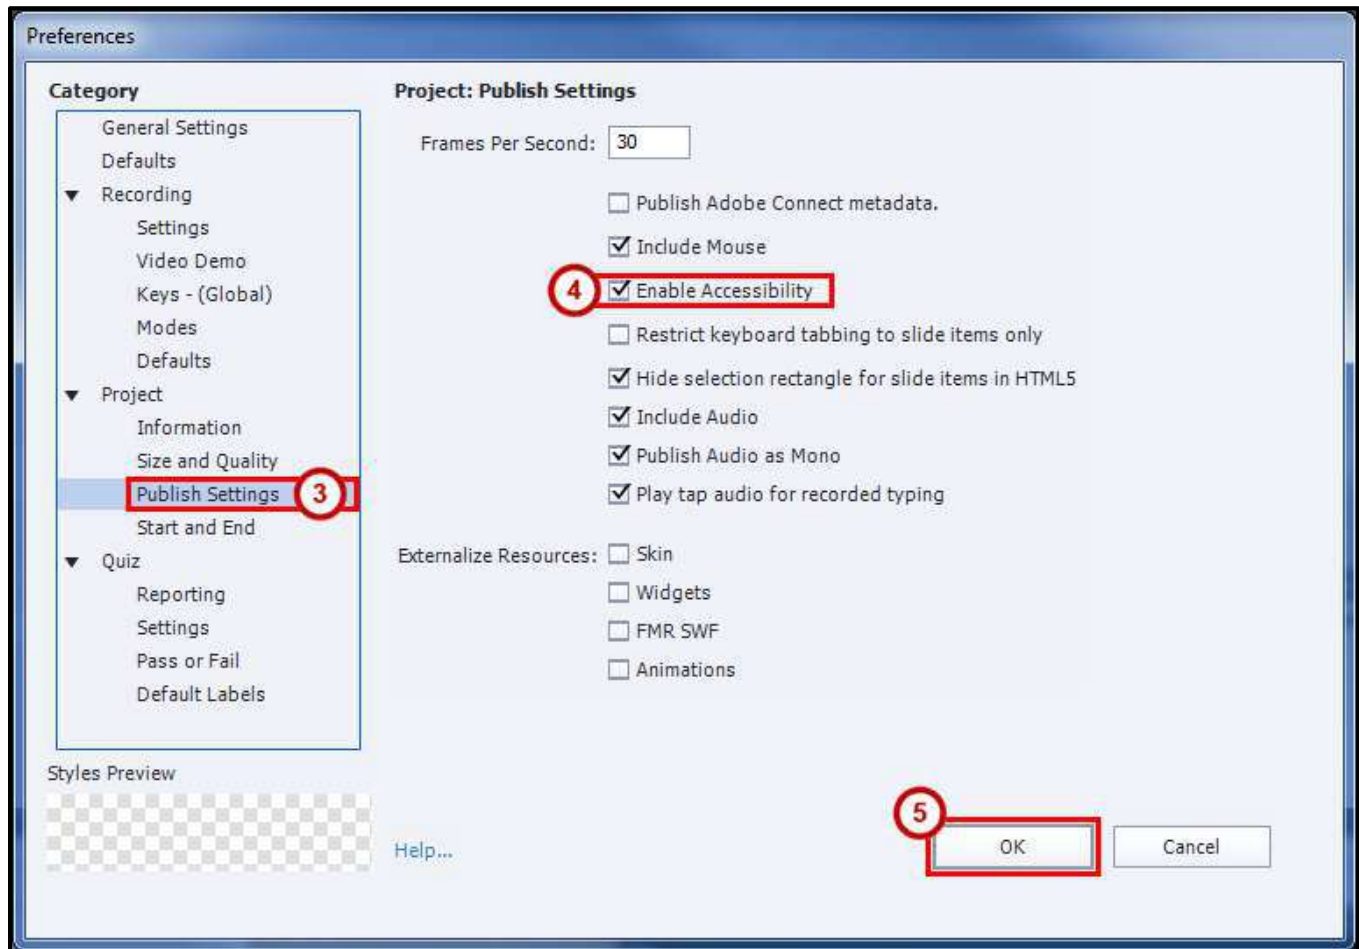 Preferences
Category
General Settings
Defaults
Recording
Settings
Video Demo
Keys - (Global)
Modes
Defaults
Project
Information
Size and Quality
Publish Settings 3
Start and End
Quiz
Reporting
Settings
Pass or Fail
Default Labels
Styles Preview
Project: Publish Settings
Frames Per Second: 30
Publish Adobe Connect metadata.
Include Mouse
4 Enable Accessibility
Restrict keyboard tabbing to slide items only
Hide selection rectangle for slide items in HTML5
Include Audio
Publish Audio as Mono
Play tap audio for recorded typing
Externalize Resources: Skin
Widgets
FMR SWF
Animations
5
Help... OK Cancel